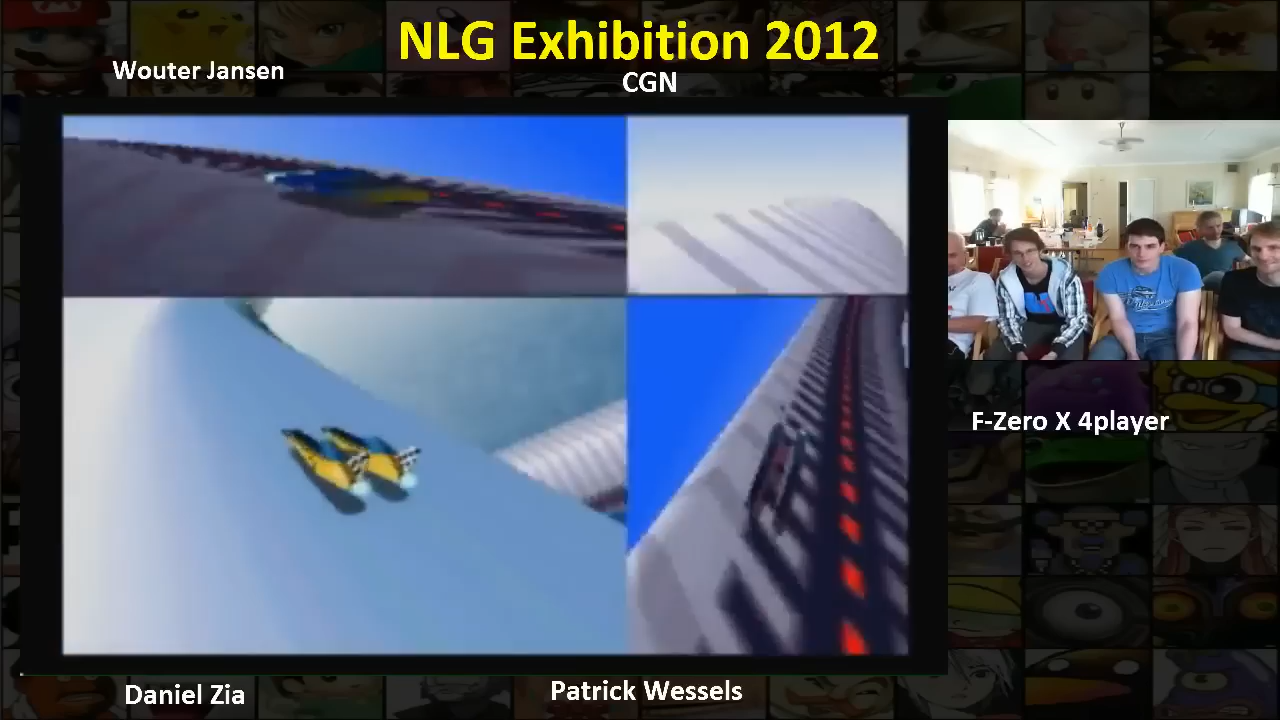 NLG Exhibition 2012
Wouter Jansen
CGN
F-Zero X 4player
Daniel Zia
Patrick Wessels